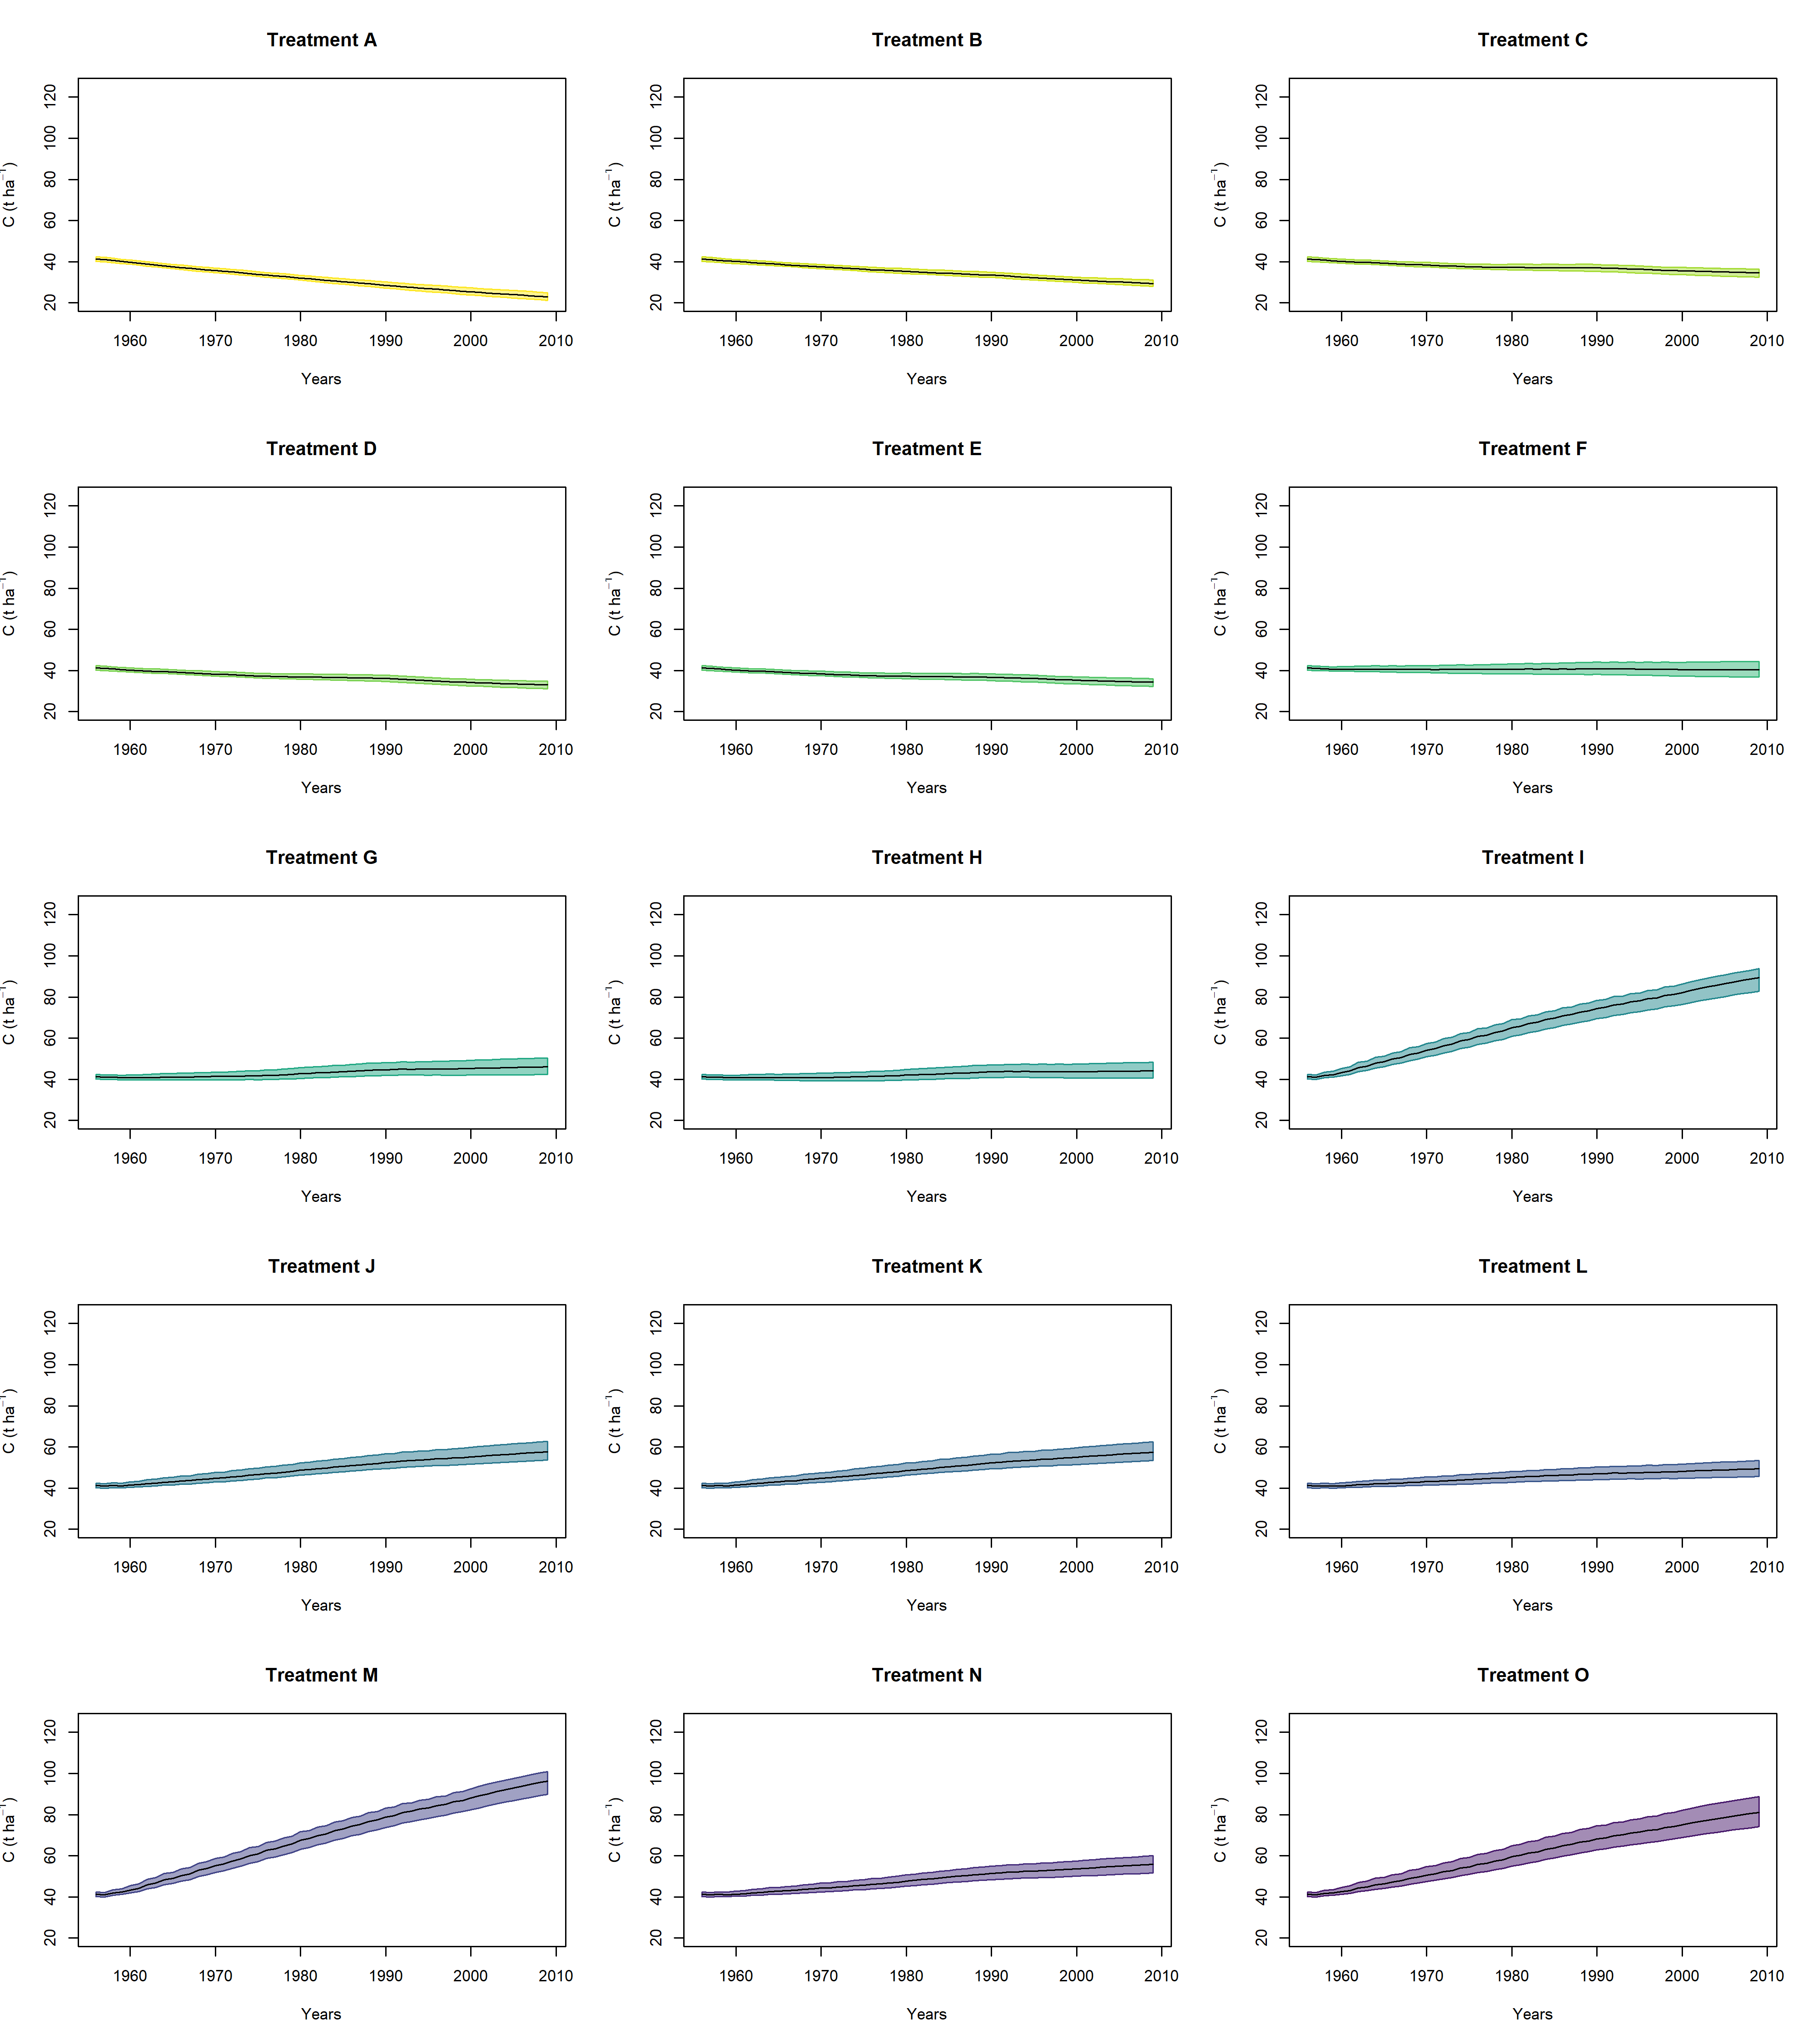 Treatment A
Treatment B
Treatment C
C (t ha⁻¹)
20 40 60 80 100 120
1960 1970 1980 1990 2000 2010
Years
C (t ha⁻¹)
20 40 60 80 100 120
1960 1970 1980 1990 2000 2010
Years
C (t ha⁻¹)
20 40 60 80 100 120
1960 1970 1980 1990 2000 2010
Years
Treatment D
Treatment E
Treatment F
C (t ha⁻¹)
20 40 60 80 100 120
1960 1970 1980 1990 2000 2010
Years
C (t ha⁻¹)
20 40 60 80 100 120
1960 1970 1980 1990 2000 2010
Years
C (t ha⁻¹)
20 40 60 80 100 120
1960 1970 1980 1990 2000 2010
Years
Treatment G
Treatment H
Treatment I
C (t ha⁻¹)
20 40 60 80 100 120
1960 1970 1980 1990 2000 2010
Years
C (t ha⁻¹)
20 40 60 80 100 120
1960 1970 1980 1990 2000 2010
Years
C (t ha⁻¹)
20 40 60 80 100 120
1960 1970 1980 1990 2000 2010
Years
Treatment J
Treatment K
Treatment L
C (t ha⁻¹)
20 40 60 80 100 120
1960 1970 1980 1990 2000 2010
Years
C (t ha⁻¹)
20 40 60 80 100 120
1960 1970 1980 1990 2000 2010
Years
C (t ha⁻¹)
20 40 60 80 100 120
1960 1970 1980 1990 2000 2010
Years
Treatment M
Treatment N
Treatment O
C (t ha⁻¹)
20 40 60 80 100 120
1960 1970 1980 1990 2000 2010
Years
C (t ha⁻¹)
20 40 60 80 100 120
1960 1970 1980 1990 2000 2010
Years
C (t ha⁻¹)
20 40 60 80 100 120
1960 1970 1980 1990 2000 2010
Years